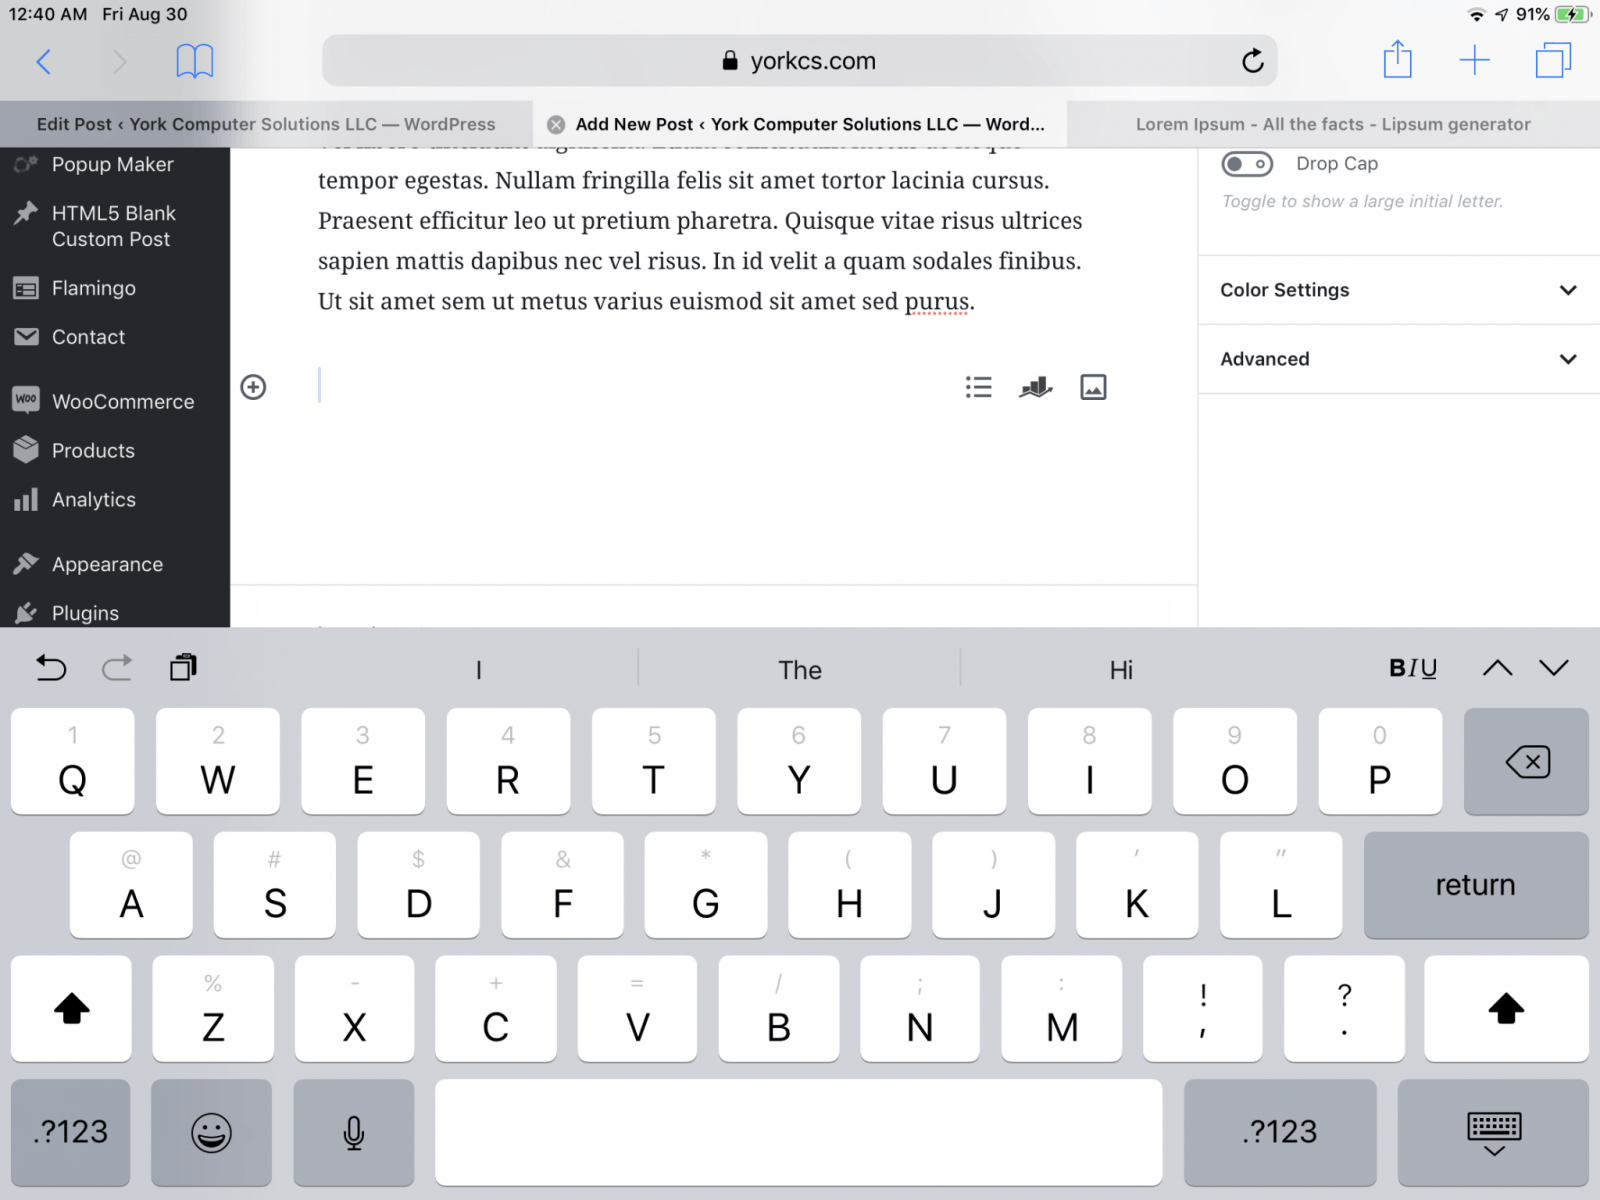 12:40 AM Fri Aug 30
91%
yorkcs.com
Edit Post ‹ York Computer Solutions LLC — WordPress
Add New Post ‹ York Computer Solutions LLC — Word...
Lorem Ipsum - All the facts - Lipsum generator
Popup Maker
HTML5 Blank
Custom Post
Flamingo
Contact
WOO
WooCommerce
Products
Analytics
Appearance
Plugins
tempor egestas. Nullam fringilla felis sit amet tortor lacinia cursus.
Praesent efficitur leo ut pretium pharetra. Quisque vitae risus ultrices
sapien mattis dapibus nec vel risus. In id velit a quam sodales finibus.
Ut sit amet sem ut metus varius euismod sit amet sed purus.
Drop Cap
Toggle to show a large initial letter.
Color Settings
Advanced
I The Hi BIU
1 2 3 4 5 6 7 8 9 0
Q W E R T Y U I O P
@ # $ & * ( ) ' "
A S D F G H J K L return
% - + = / ; : ! ?
Z X C V B N M , .
.?123 .?123